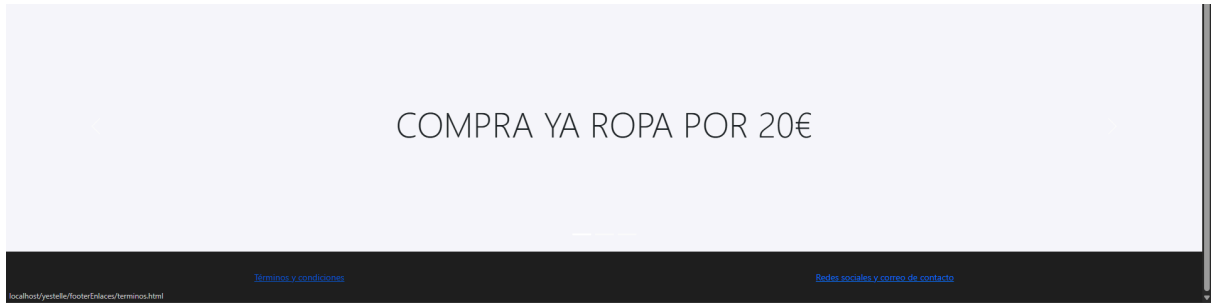 COMPRA YA ROPA POR 20€
Términos y condiciones
Redes sociales y correo de contacto
localhost/yestelle/footerEnlaces/terminos.html